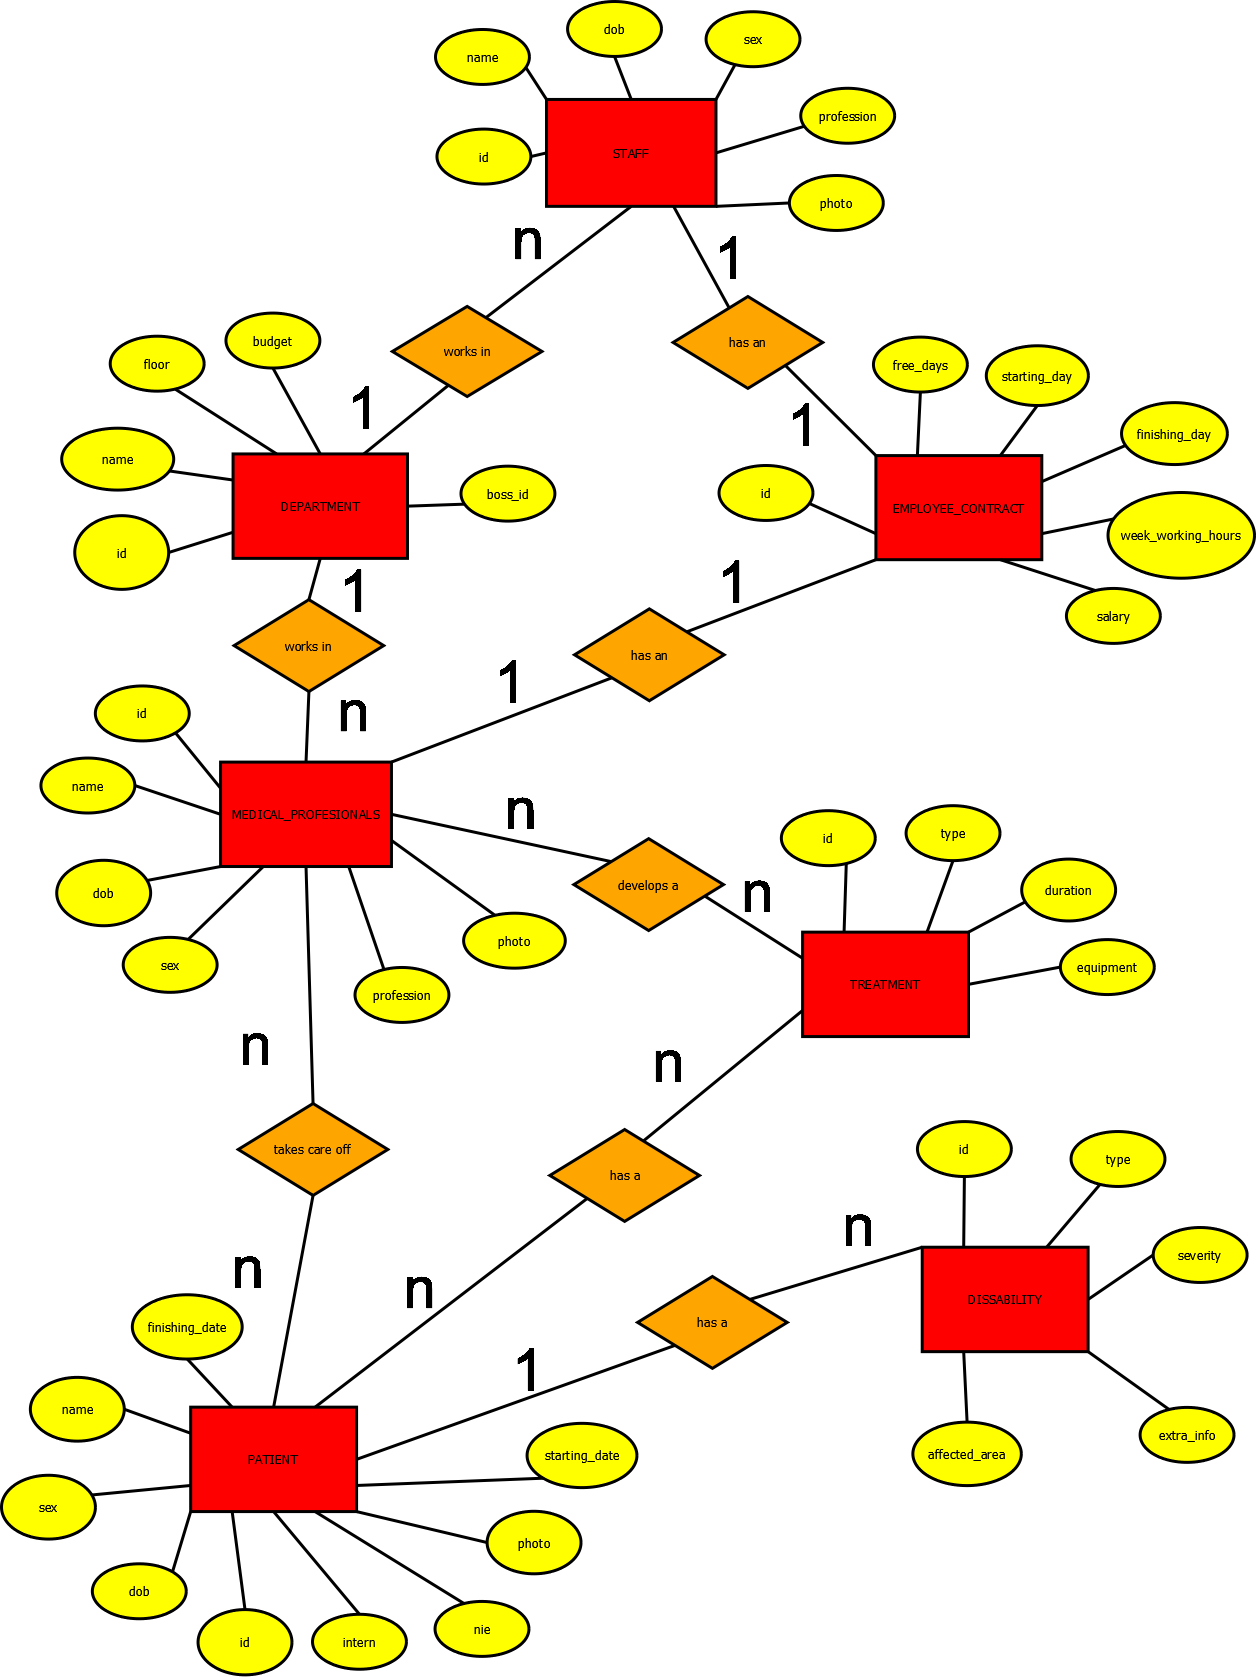 dob
sex
name
profession
STAFF
id
photo
n
1
works in
has an
budget
floor
free_days
starting_day
1
1
finishing_day
name
id
boss_id
DEPARTMENT
EMPLOYEE_CONTRACT
week_working_hours
id
1
1
salary
works in
has an
1
n
id
name
MEDICAL_PROFESIONALS
n
id
type
dob
develops a
n
duration
sex
photo
profession
equipment
TREATMENT
n
n
takes care off
has a
id
type
n
n
n
severity
DISSABILITY
has a
finishing_date
1
name
PATIENT
starting_date
affected_area
extra_info
sex
photo
dob
id
intern
nie